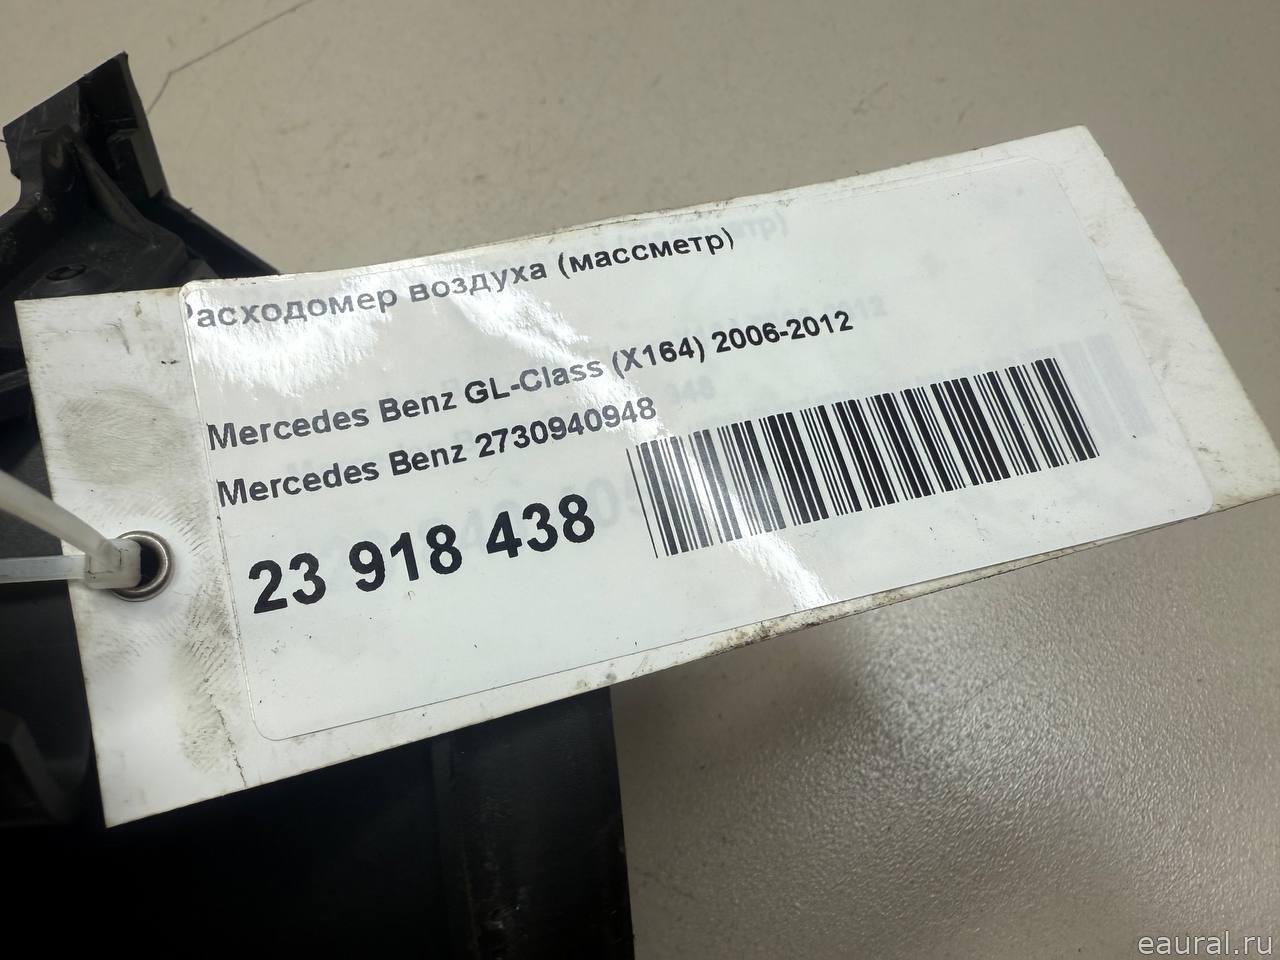 Расходомер воздуха (массметр)
Mercedes Benz GL-Class (X164) 2006-2012
Mercedes Benz 2730940948
23 918 438
eaural.ru